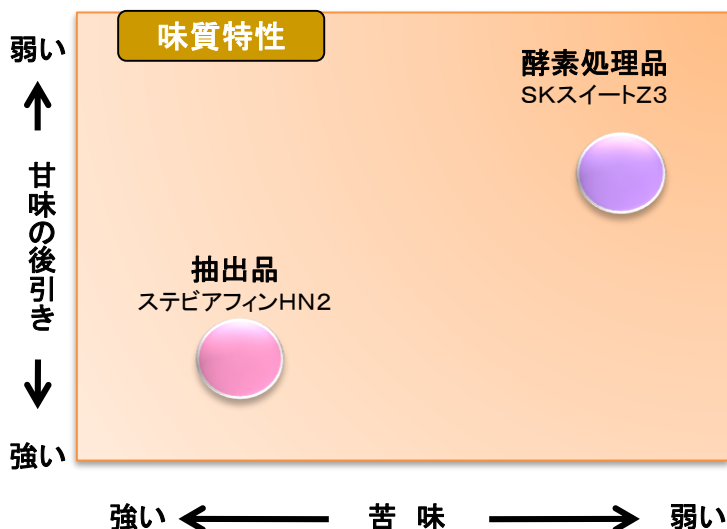 味質特性
弱い
甘味の後引き
強い
酵素処理品
SKスイートZ3
抽出品
ステビアフィンHN2
強い 苦味 弱い